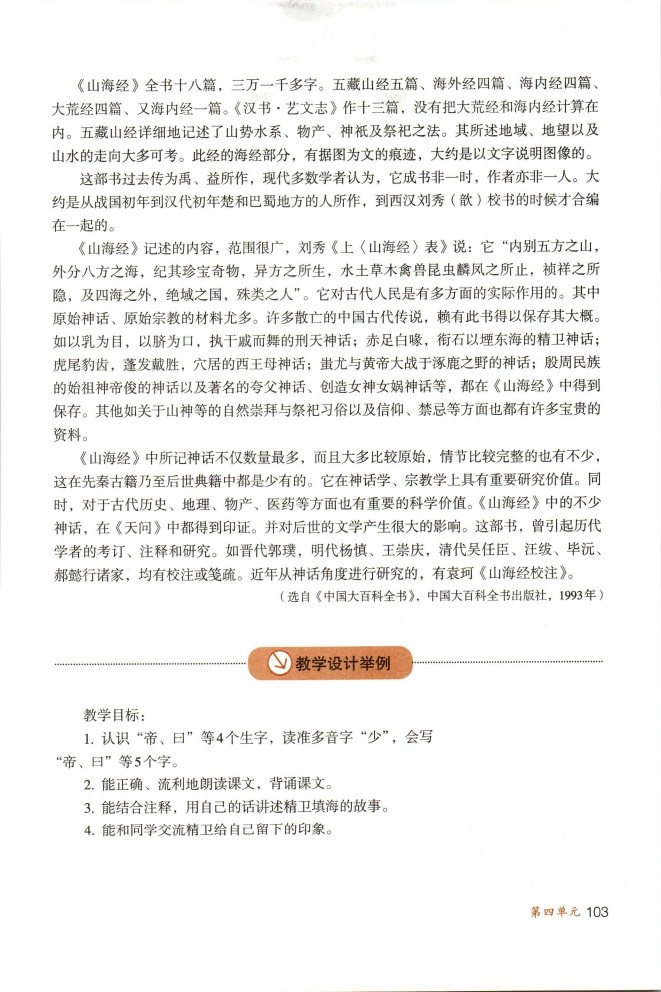 《山海经》全书十八篇，三万一千多字。五藏山经五篇、海外经四篇、海内经四篇、
大荒经四篇、又海内经一篇。《汉书·艺文志》作十三篇，没有把大荒经和海内经计算在
内。五藏山经详细地记述了山势水系、物产、神祇及祭祀之法。其所述地域、地望以及
山水的走向大多可考。此经的海经部分，有据图为文的痕迹，大约是以文字说明图像的。
这部书过去传为禹、益所作，现代多数学者认为，它成书非一时，作者亦非一人。大
约是从战国初年到汉代初年楚和巴蜀地方的人所作，到西汉刘秀（歆）校书的时候才合编
在一起的。
《山海经》记述的内容，范围很广，刘秀《上〈山海经〉表》说：它“内别五方之山，
外分八方之海，纪其珍宝奇物，异方之所生，水土草木禽兽昆虫麟凤之所止，祯祥之所
隐，及四海之外，绝域之国，殊类之人”。它对古代人民是有多方面的实际作用的。其中
原始神话、原始宗教的材料尤多。许多散亡的中国古代传说，赖有此书得以保存其大概。
如以乳为目，以脐为口，执干戚而舞的刑天神话；赤足白喙，衔石以堙东海的精卫神话；
虎尾豹齿，蓬发戴胜，穴居的西王母神话；蚩尤与黄帝大战于涿鹿之野的神话；殷周民族
的始祖神帝俊的神话以及著名的夸父神话、创造女神女娲神话等，都在《山海经》中得到
保存。其他如关于山神等的自然崇拜与祭祀习俗以及信仰、禁忌等方面也都有许多宝贵的
资料。
《山海经》中所记神话不仅数量最多，而且大多比较原始，情节比较完整的也有不少，
这在先秦古籍乃至后世典籍中都是少有的。它在神话学、宗教学上具有重要研究价值。同
时，对于古代历史、地理、物产、医药等方面也有重要的科学价值。《山海经》中的不少
神话，在《天问》中都得到印证。并对后世的文学产生很大的影响。这部书，曾引起历代
学者的考订、注释和研究。如晋代郭璞，明代杨慎、王崇庆，清代吴任臣、汪绂、毕沅、
郝懿行诸家，均有校注或笺疏。近年从神话角度进行研究的，有袁珂《山海经校注》。
（选自《中国大百科全书》，中国大百科全书出版社，1993年）
教学设计举例
教学目标：
1. 认识“帝、曰”等4个生字，读准多音字“少”，会写
“帝、曰”等5个字。
2. 能正确、流利地朗读课文，背诵课文。
3. 能结合注释，用自己的话讲述精卫填海的故事。
4. 能和同学交流精卫给自己留下的印象。
第四单元 103